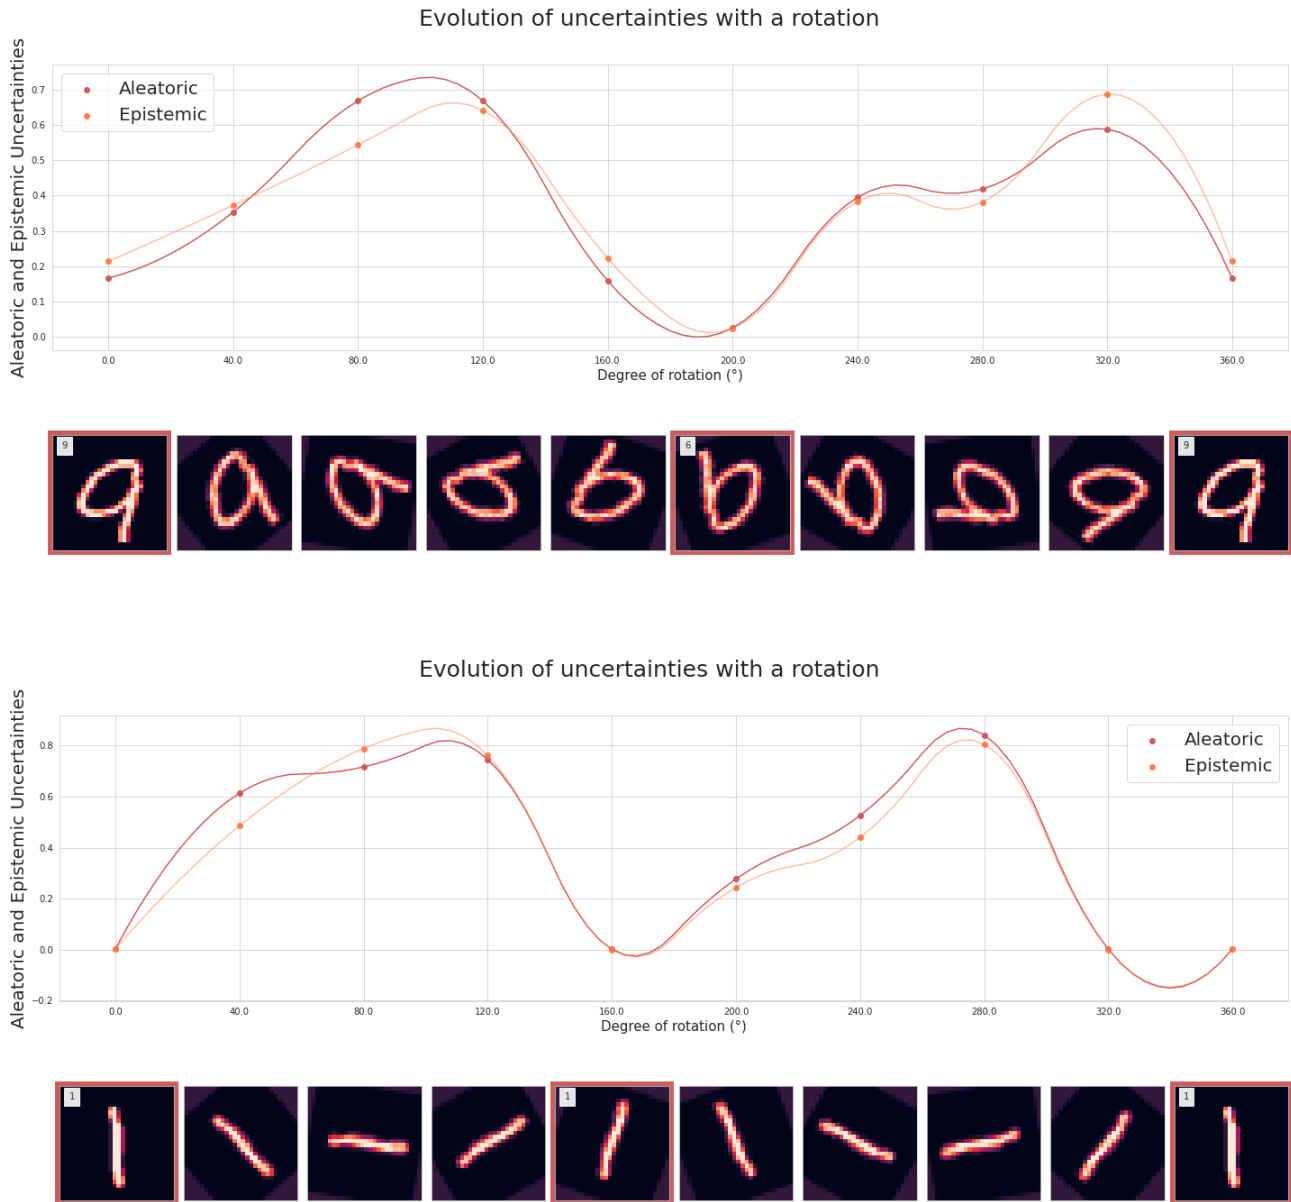 Evolution of uncertainties with a rotation
Aleatoric and Epistemic Uncertainties
Aleatoric
Epistemic
0.7
0.6
0.5
0.4
0.3
0.2
0.1
0.0
0.0 40.0 80.0 120.0 160.0 200.0 240.0 280.0 320.0 360.0
Degree of rotation (°)
9 6 9
Evolution of uncertainties with a rotation
Aleatoric and Epistemic Uncertainties
Aleatoric
Epistemic
0.8
0.6
0.4
0.2
0.0
−0.2
0.0 40.0 80.0 120.0 160.0 200.0 240.0 280.0 320.0 360.0
Degree of rotation (°)
1 1 1